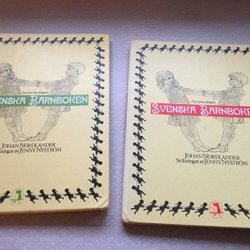 SVENSKA BARNBOKEN
JOHAN NORDLANDER
Teckningar av JENNY NYSTRÖM
SVENSKA BARNBOKEN
JOHAN NORDLANDER
Teckningar av JENNY NYSTRÖM